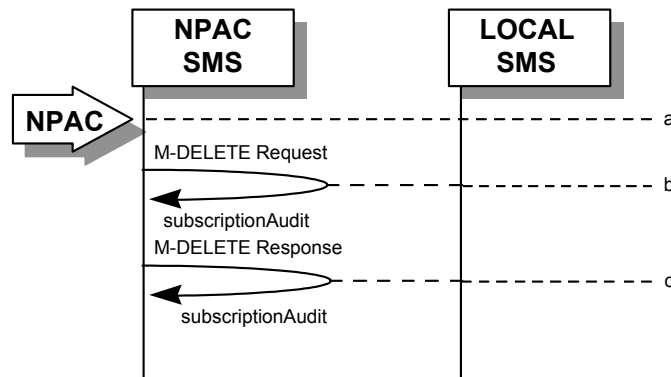 NPAC
SMS
LOCAL
SMS
NPAC
a
M-DELETE Request
b
subscriptionAudit
M-DELETE Response
c
subscriptionAudit